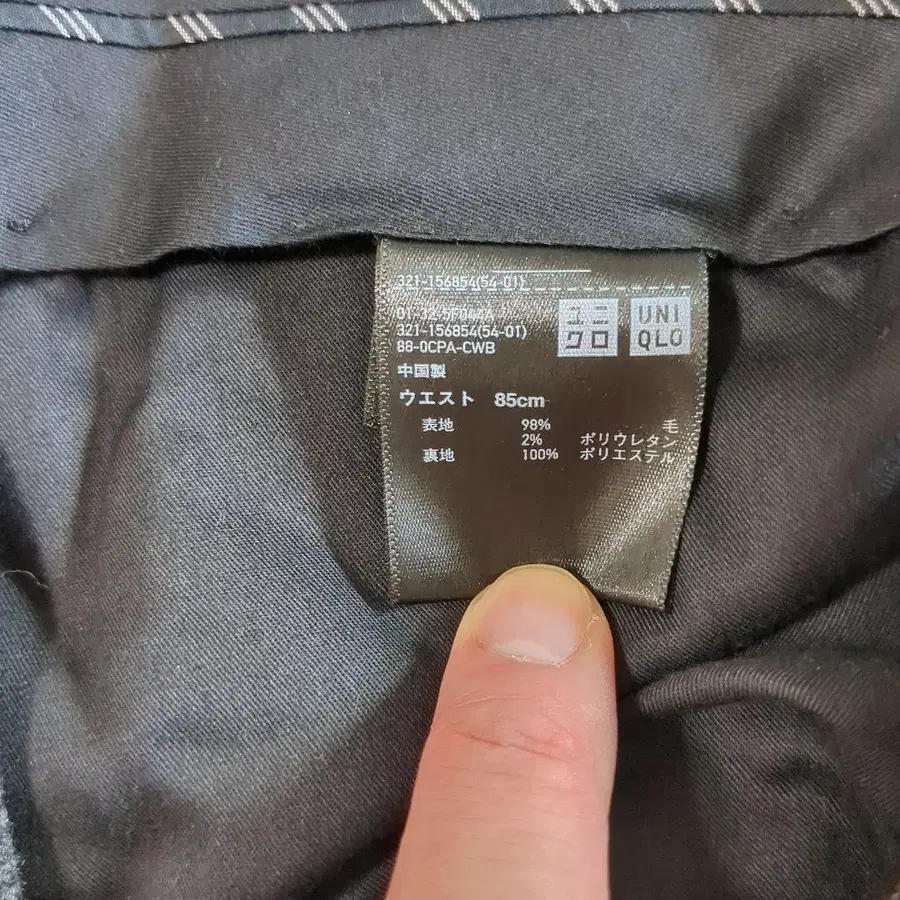 321-156854(54-01)
01-32-5F044A
321-156854(54-01)
88-0CPA-CWB
ユニ
クロ
UNI
QLO
中国製
ウエスト 85cm
表地 98% 毛
2% ポリウレタン
裏地 100% ポリエステル